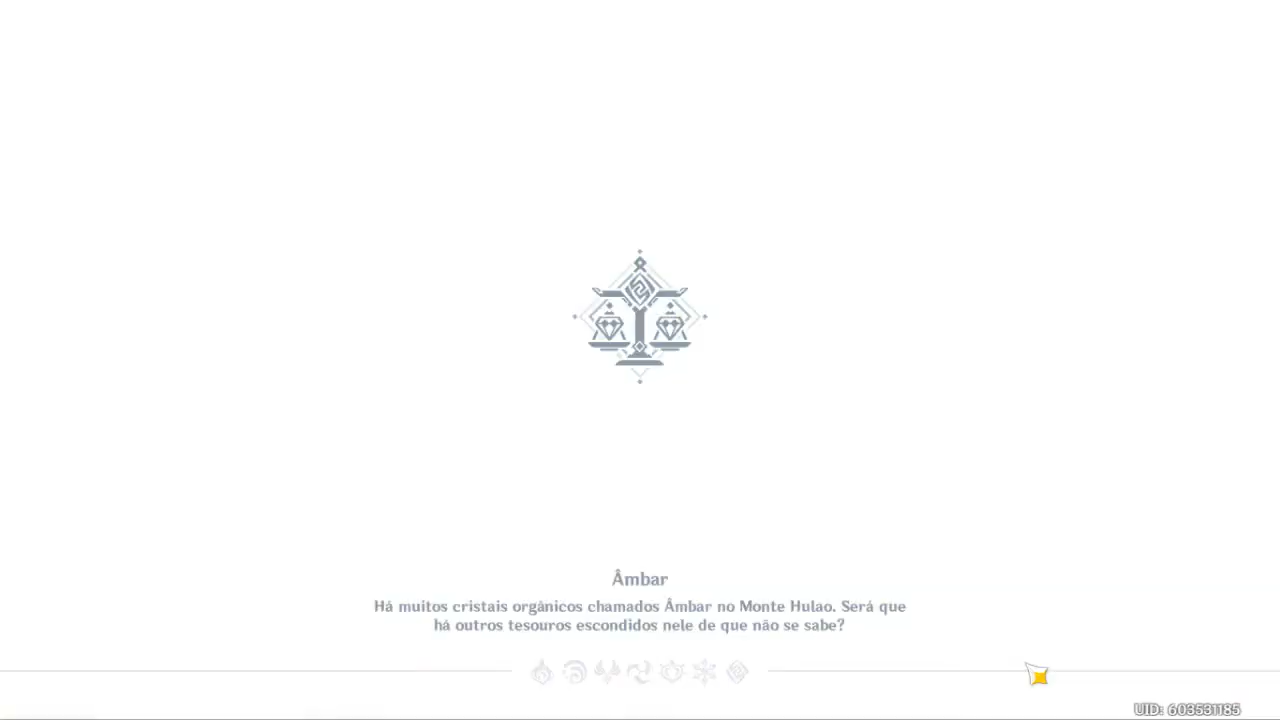 Âmbar
Há muitos cristais orgânicos chamados Âmbar no Monte Hulao. Será que
há outros tesouros escondidos nele de que não se sabe?
UID: 603531185